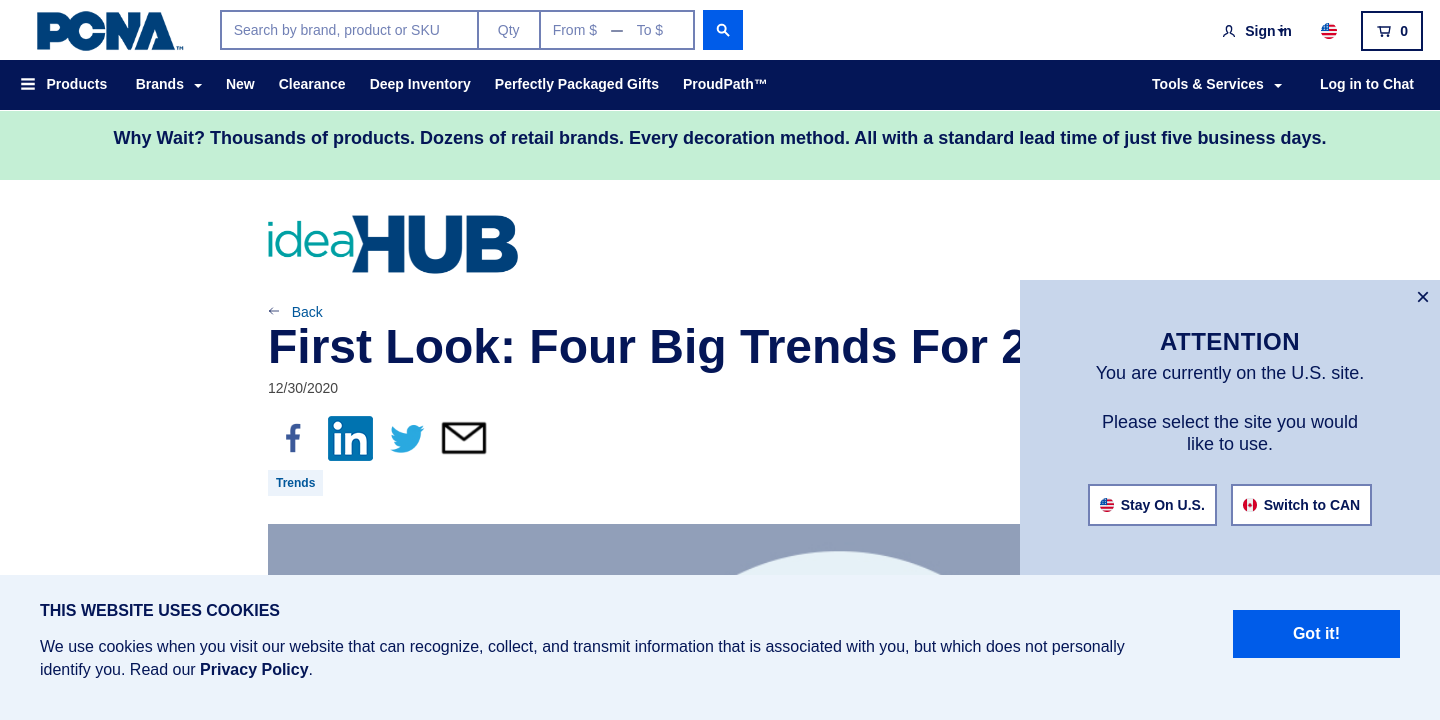 PCNA™
Search by brand, product or SKU
Qty
From $ — To $
Sign in
0
Products
Brands
New
Clearance
Deep Inventory
Perfectly Packaged Gifts
ProudPath™
Tools & Services
Log in to Chat
Why Wait? Thousands of products. Dozens of retail brands. Every decoration method. All with a standard lead time of just five business days.
ideaHUB
Back
First Look: Four Big Trends For 2
12/30/2020
Trends
×
ATTENTION
You are currently on the U.S. site.
Please select the site you would
like to use.
Stay On U.S.
Switch to CAN
THIS WEBSITE USES COOKIES
We use cookies when you visit our website that can recognize, collect, and transmit information that is associated with you, but which does not personally
identify you. Read our Privacy Policy.
Got it!